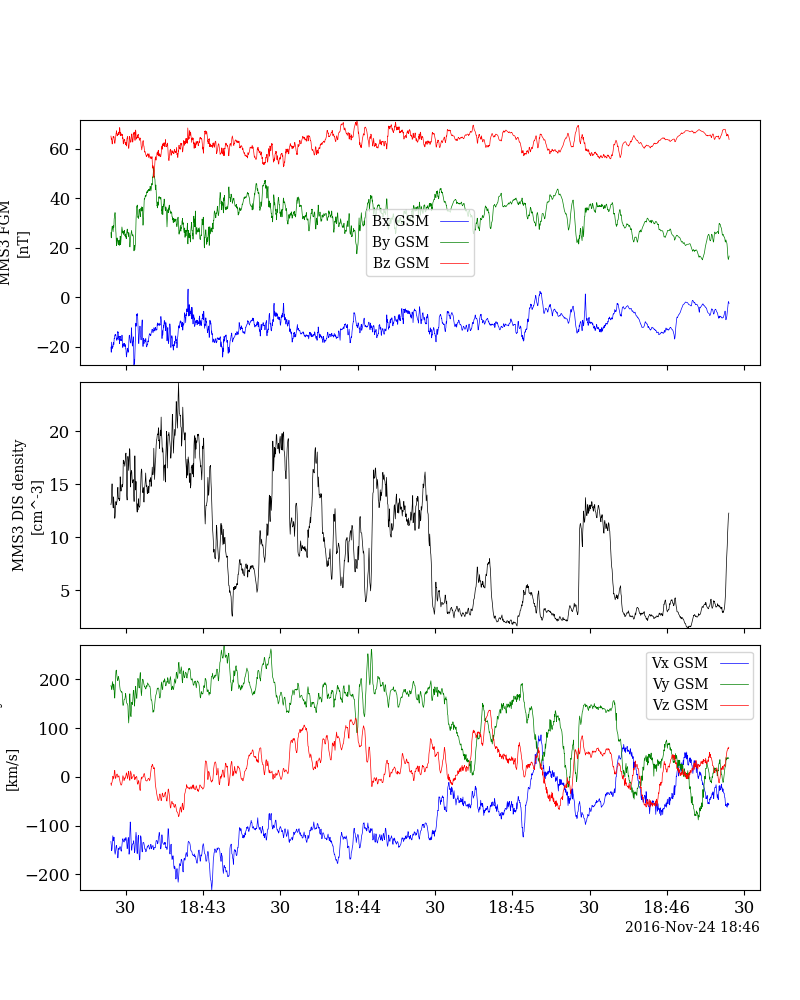 60
40
20
0
−20
MMS3 FGM
[nT]
Bx GSM
By GSM
Bz GSM
20
15
10
5
MMS3 DIS density
[cm^-3]
200
100
0
−100
−200
[km/s]
Vx GSM
Vy GSM
Vz GSM
30
18:43
30
18:44
30
18:45
30
18:46
30
2016-Nov-24 18:46